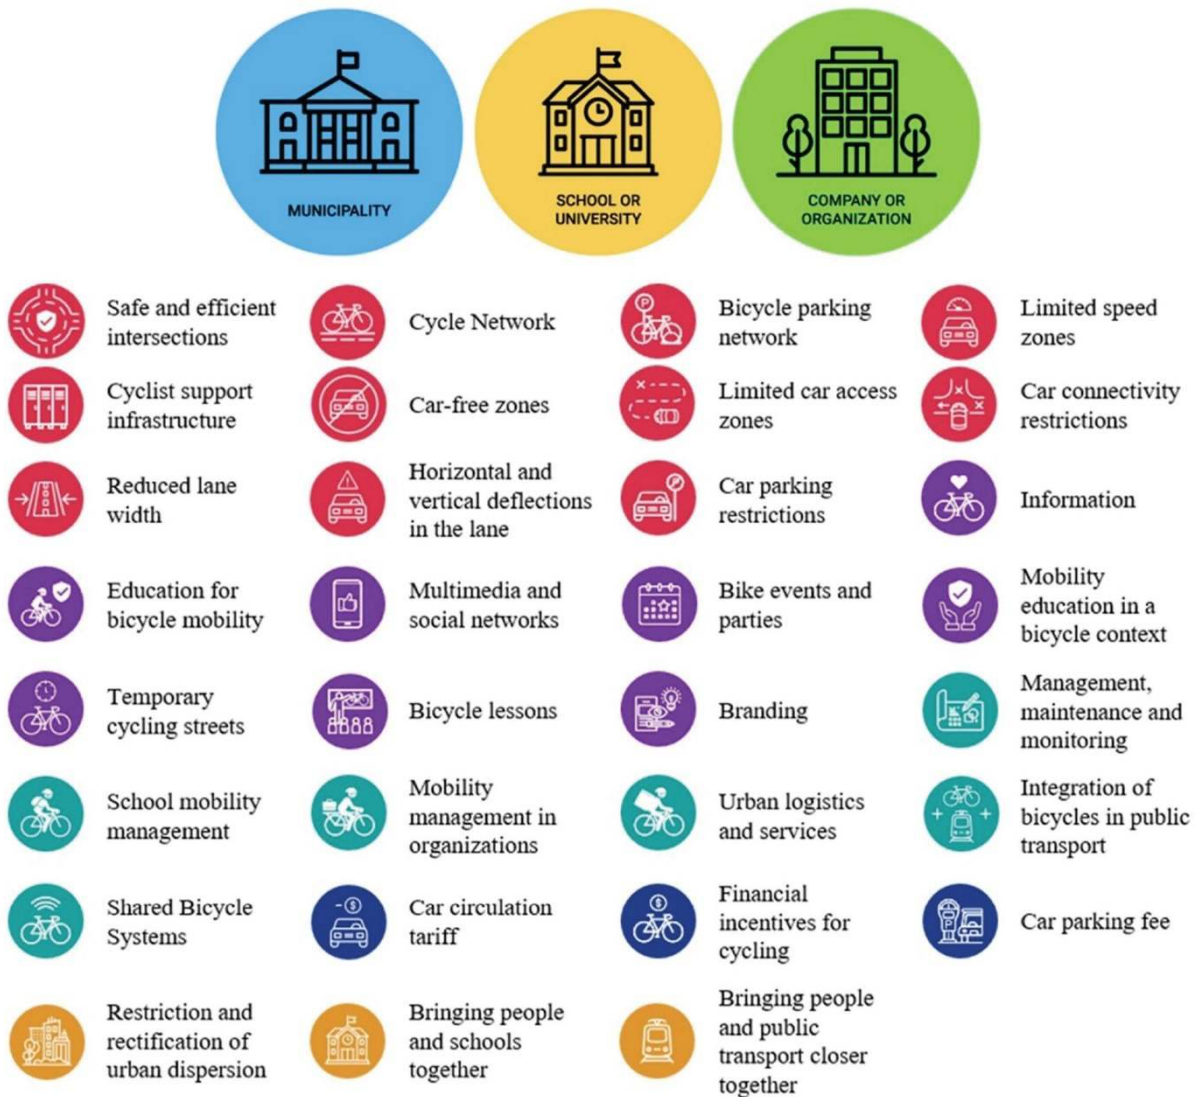 MUNICIPALITY
SCHOOL OR
UNIVERSITY
COMPANY OR
ORGANIZATION
Safe and efficient
intersections
Cycle Network
Bicycle parking
network
Limited speed
zones
Cyclist support
infrastructure
Car-free zones
Limited car access
zones
Car connectivity
restrictions
Reduced lane
width
Horizontal and
vertical deflections
in the lane
Car parking
restrictions
Information
Education for
bicycle mobility
Multimedia and
social networks
Bike events and
parties
Mobility
education in a
bicycle context
Temporary
cycling streets
Bicycle lessons
Branding
Management,
maintenance and
monitoring
School mobility
management
Mobility
management in
organizations
Urban logistics
and services
Integration of
bicycles in public
transport
Shared Bicycle
Systems
Car circulation
tariff
Financial
incentives for
cycling
Car parking fee
Restriction and
rectification of
urban dispersion
Bringing people
and schools
together
Bringing people
and public
transport closer
together